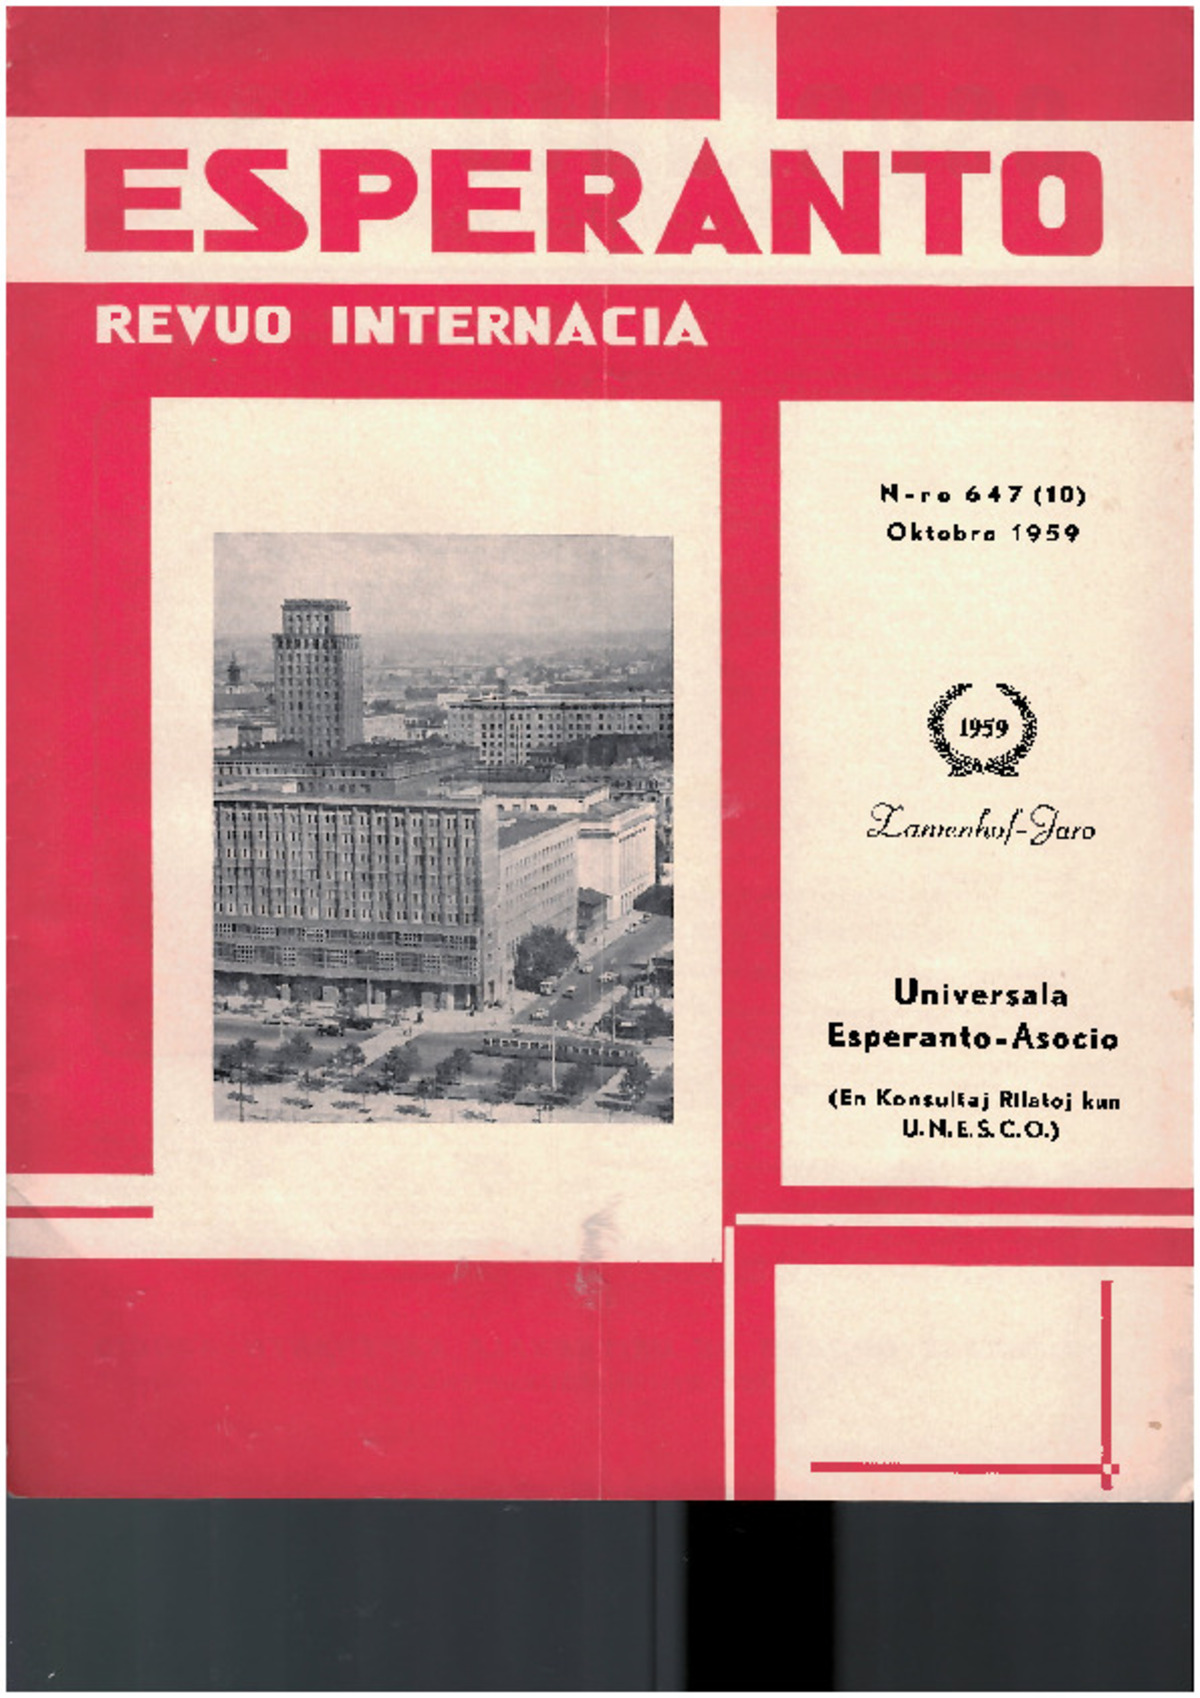 ESPERANTO
REVUO INTERNACIA
N-ro 647 (10)
Oktobro 1959
1959
Zamenhof-Jaro
Universala
Esperanto-Asocio
(En Konsultaj Rilatoj kun
U.N.E.S.C.O.)